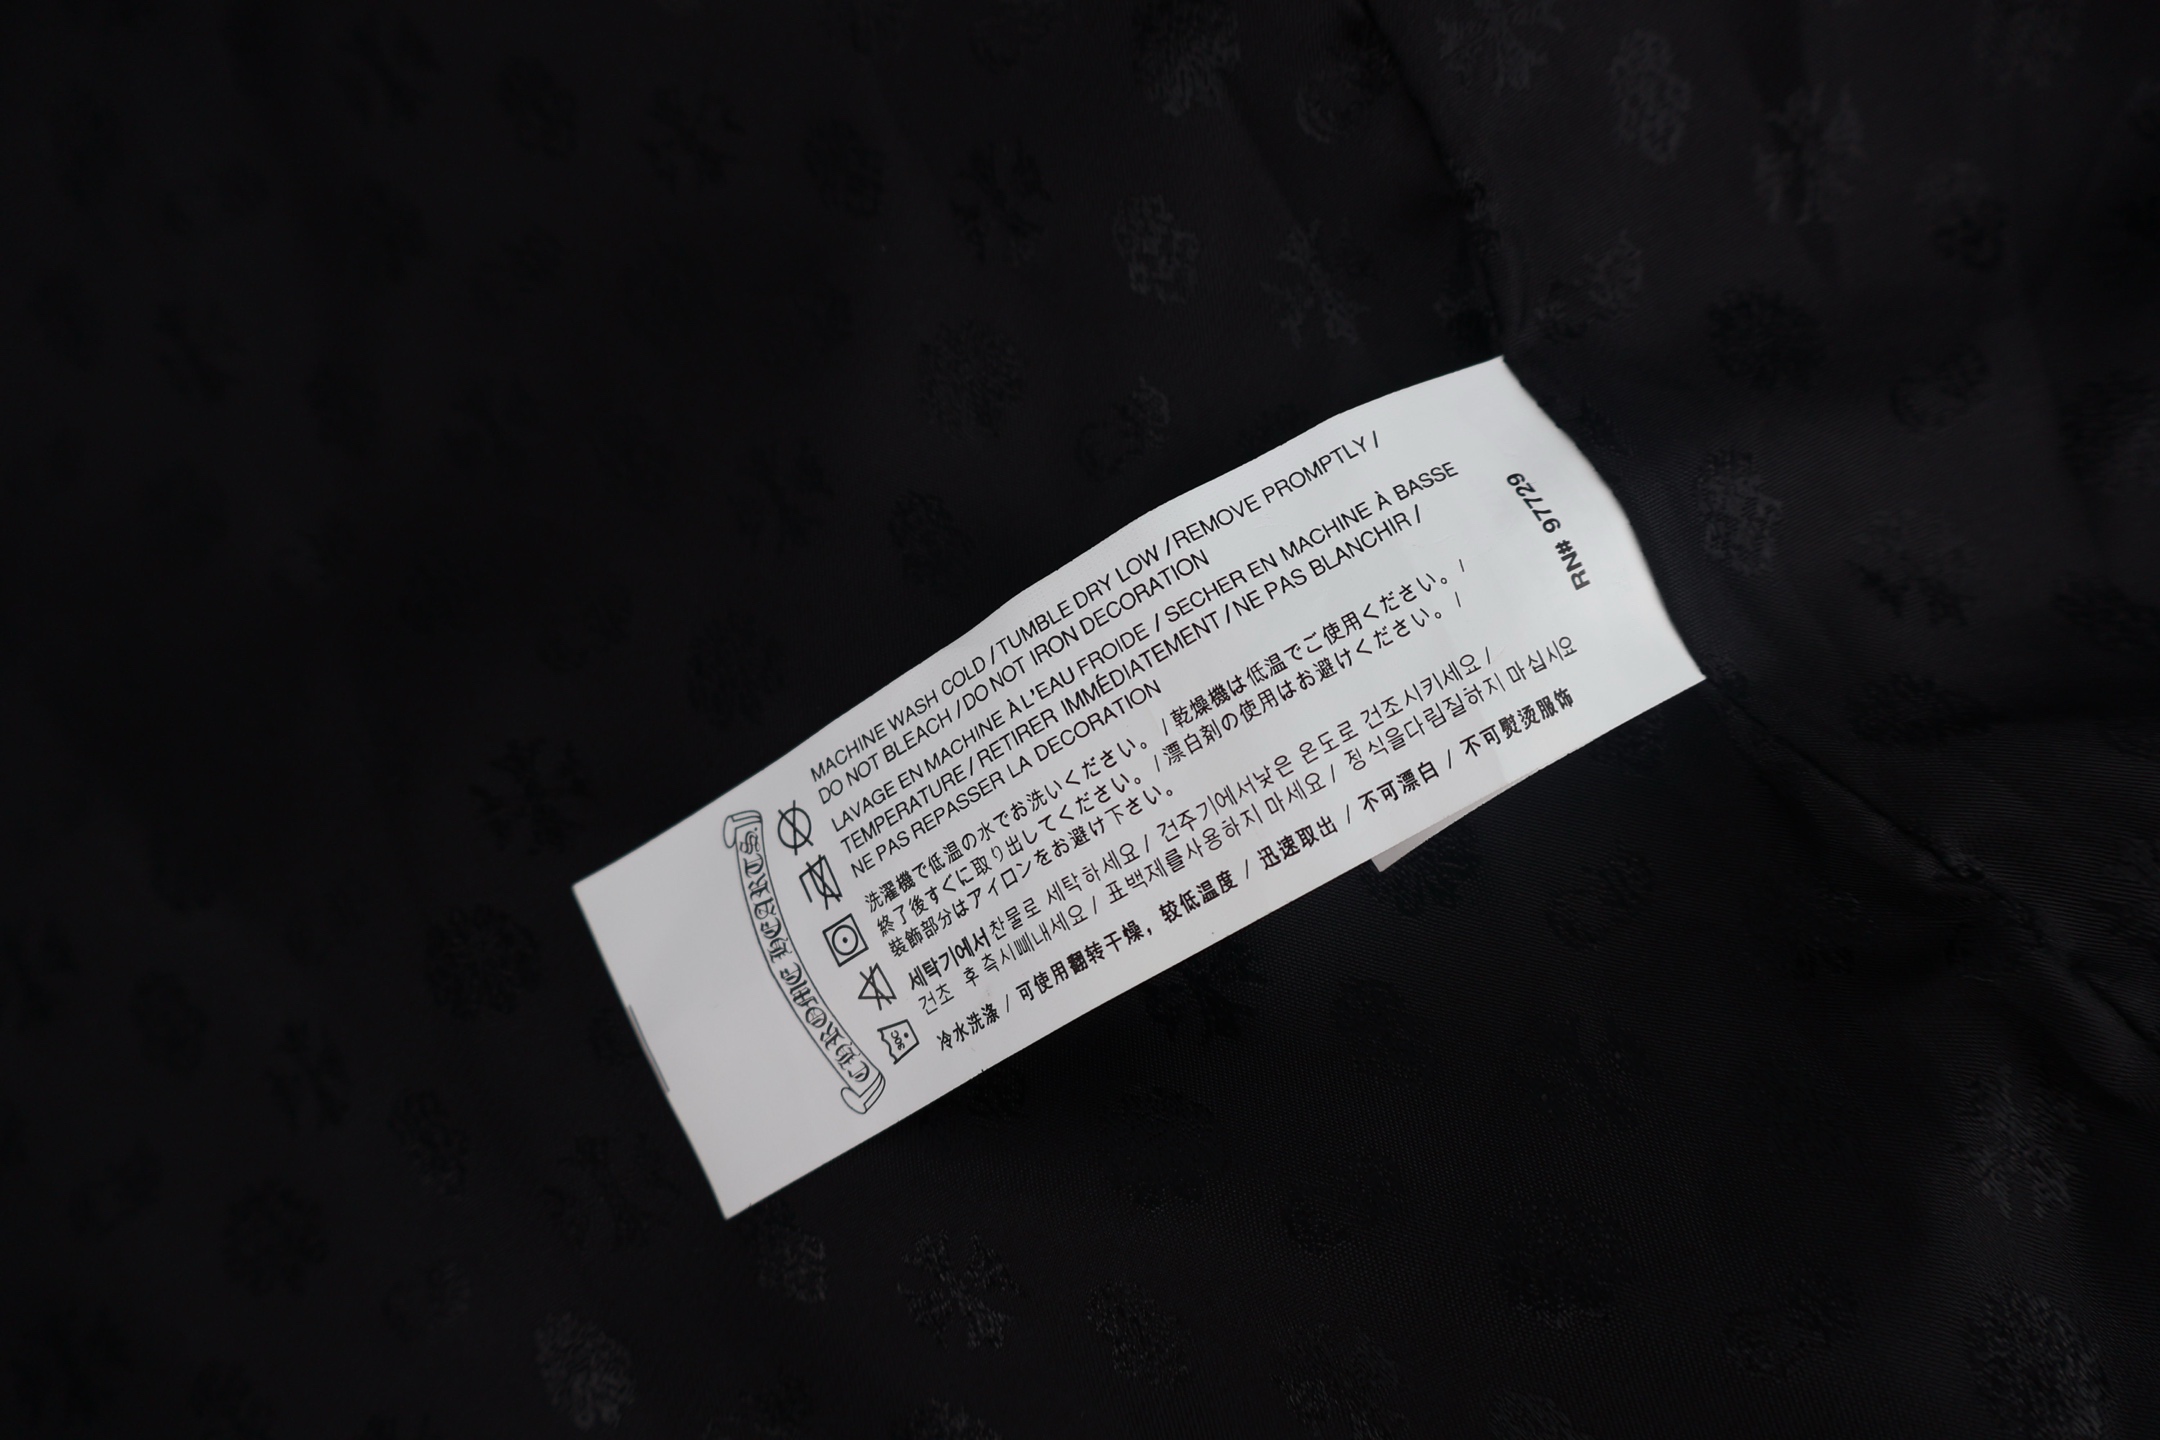 CHROME HEARTS.
MACHINE WASH COLD / TUMBLE DRY LOW / REMOVE PROMPTLY /
DO NOT BLEACH / DO NOT IRON DECORATION
LAVAGE EN MACHINE À L'EAU FROIDE / SECHER EN MACHINE À BASSE
TEMPERATURE / RETIRER IMMÉDIATEMENT / NE PAS BLANCHIR /
NE PAS REPASSER LA DECORATION
洗濯機で低温の水でお洗いください。 / 乾燥機は低温でご使用ください。 /
終了後すぐに取り出してください。 / 漂白剤の使用はお避けください。 /
装飾部分はアイロンをお避け下さい。
세탁기에서 찬물로 세탁하세요 / 건주기에서낮은 온도로 건조시키세요 /
건조 후 측시빼내세요 / 표백제를사용하지 마세요 / 정식을다림질하지 마십시요
冷水洗涤 / 可使用翻转干燥，较低温度 / 迅速取出 / 不可漂白 / 不可熨烫服饰
30C
RN# 97729